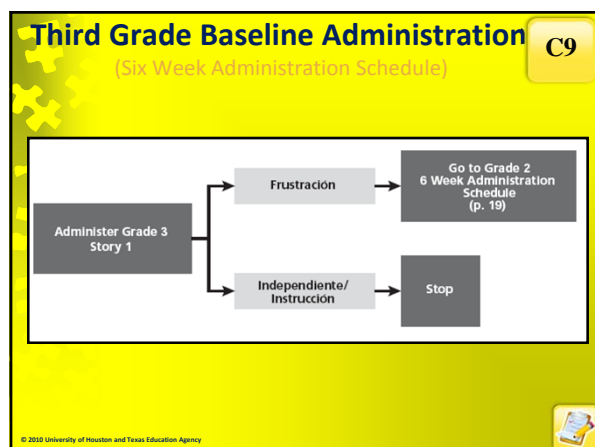 Third Grade Baseline Administration
C9
(Six Week Administration Schedule)
Administer Grade 3
Story 1
Frustración
Go to Grade 2
6 Week Administration
Schedule
(p. 19)
Independiente/
Instrucción
Stop
© 2010 University of Houston and Texas Education Agency